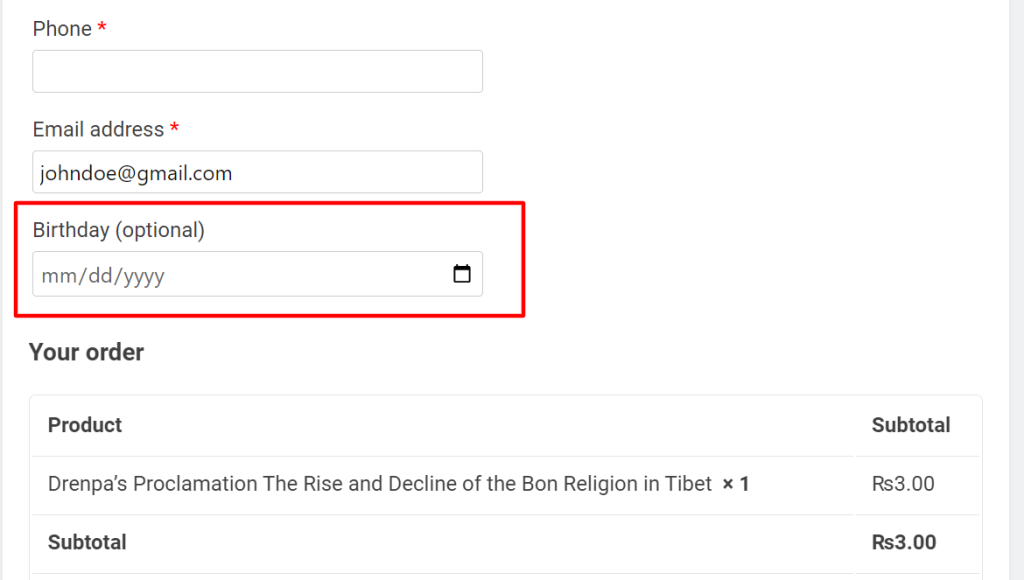 Phone *
Email address *
johndoe@gmail.com
Birthday (optional)
mm/dd/yyyy
Your order
Product Subtotal
Drenpa’s Proclamation The Rise and Decline of the Bon Religion in Tibet × 1 ₨3.00
Subtotal ₨3.00